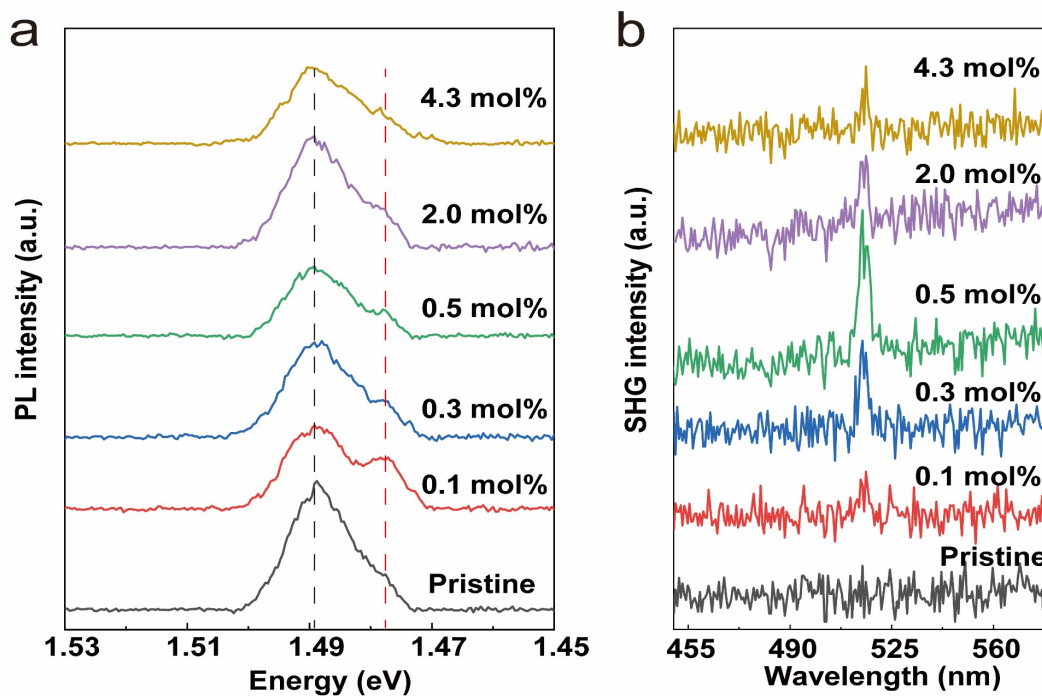 a
PL intensity (a.u.)
4.3 mol%
2.0 mol%
0.5 mol%
0.3 mol%
0.1 mol%
Pristine
1.53 1.51 1.49 1.47 1.45
Energy (eV)
b
SHG intensity (a.u.)
4.3 mol%
2.0 mol%
0.5 mol%
0.3 mol%
0.1 mol%
Pristine
455 490 525 560
Wavelength (nm)